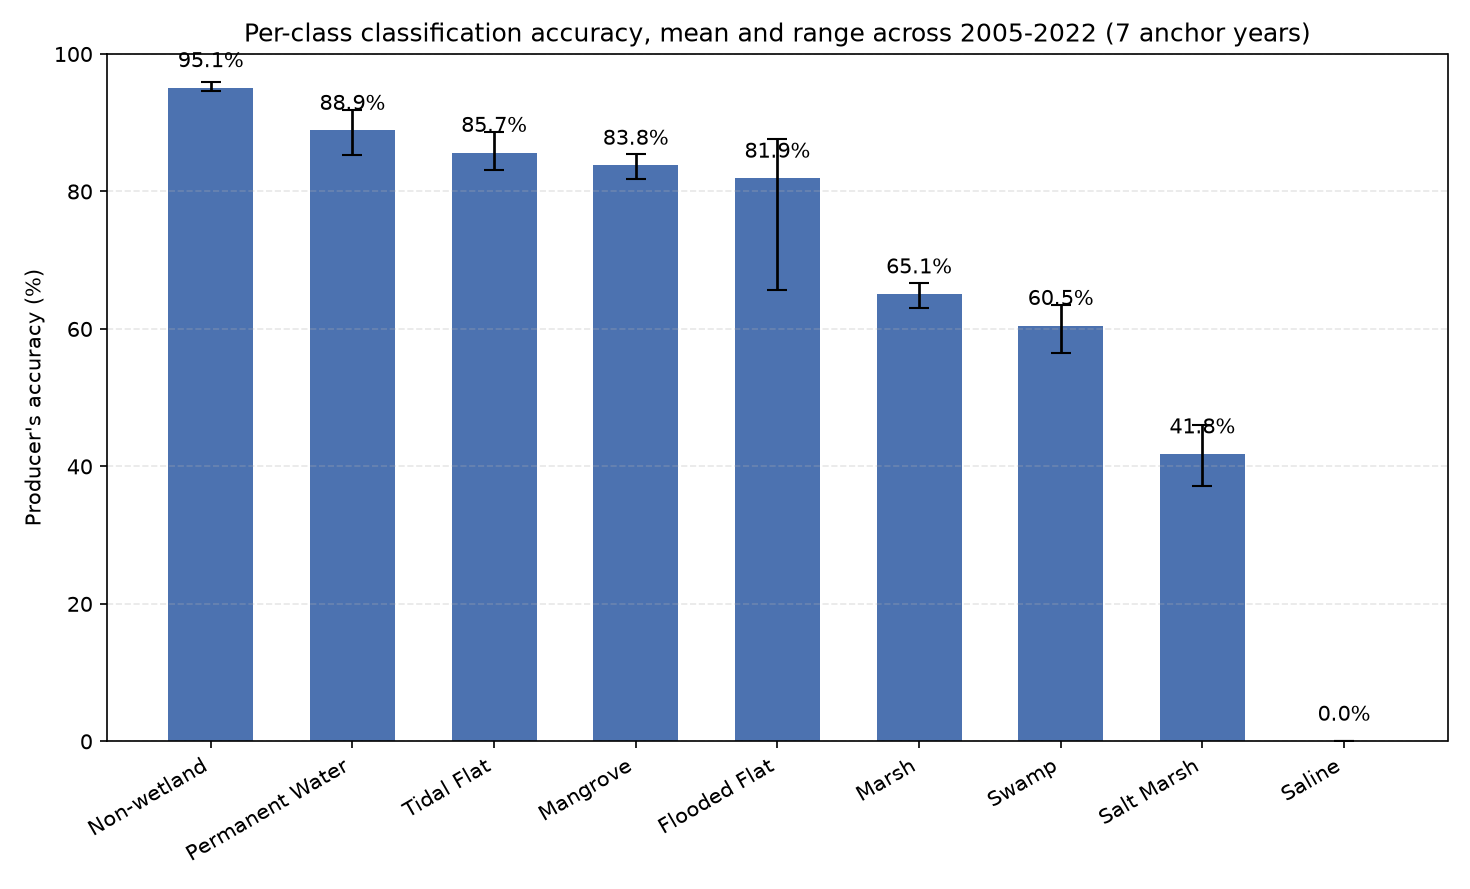 Per-class classification accuracy, mean and range across 2005-2022 (7 anchor years)
Producer's accuracy (%)
100
80
60
40
20
0
95.1%
88.9%
85.7%
83.8%
81.9%
65.1%
60.5%
41.8%
0.0%
Non-wetland
Permanent Water
Tidal Flat
Mangrove
Flooded Flat
Marsh
Swamp
Salt Marsh
Saline